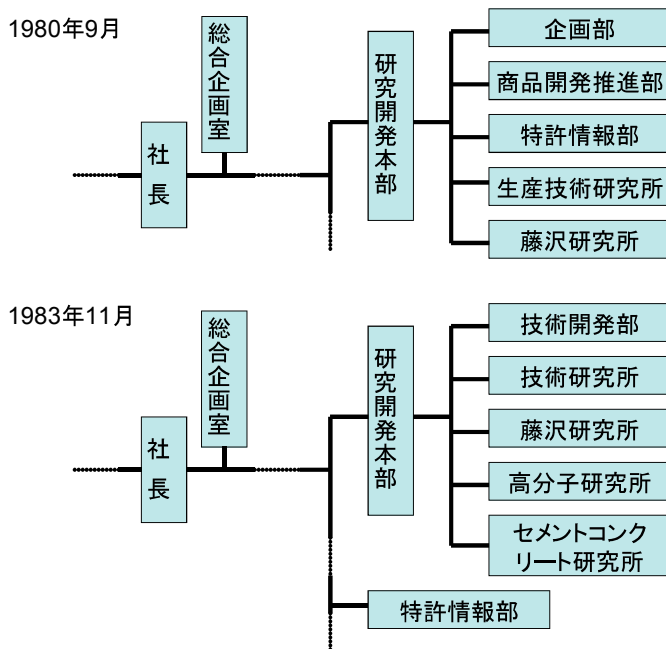 1980年9月
総合企画室
社長
研究開発本部
企画部
商品開発推進部
特許情報部
生産技術研究所
藤沢研究所
1983年11月
総合企画室
社長
研究開発本部
技術開発部
技術研究所
藤沢研究所
高分子研究所
セメントコンク
リート研究所
特許情報部